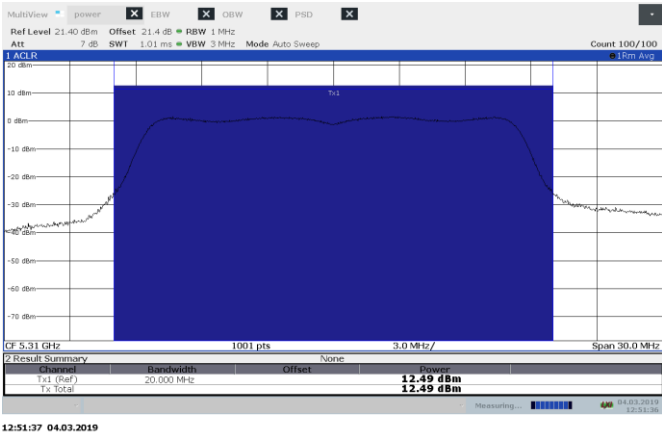 MultiView power EBW OBW PSD
Ref Level 21.40 dBm Offset 21.4 dB RBW 1 MHz
Att 7 dB SWT 1.01 ms VBW 3 MHz Mode Auto Sweep Count 100/100
1 ACLR 1Rm Avg
20 dBm
Tx1
10 dBm
0 dBm
-10 dBm
-20 dBm
-30 dBm
-40 dBm
-50 dBm
-60 dBm
-70 dBm
CF 5.31 GHz 1001 pts 3.0 MHz/ Span 30.0 MHz
2 Result Summary None
Channel Bandwidth Offset Power
Tx1 (Ref) 20.000 MHz 12.49 dBm
Tx Total 12.49 dBm
Measuring... 04.03.2019
12:51:36
12:51:37 04.03.2019